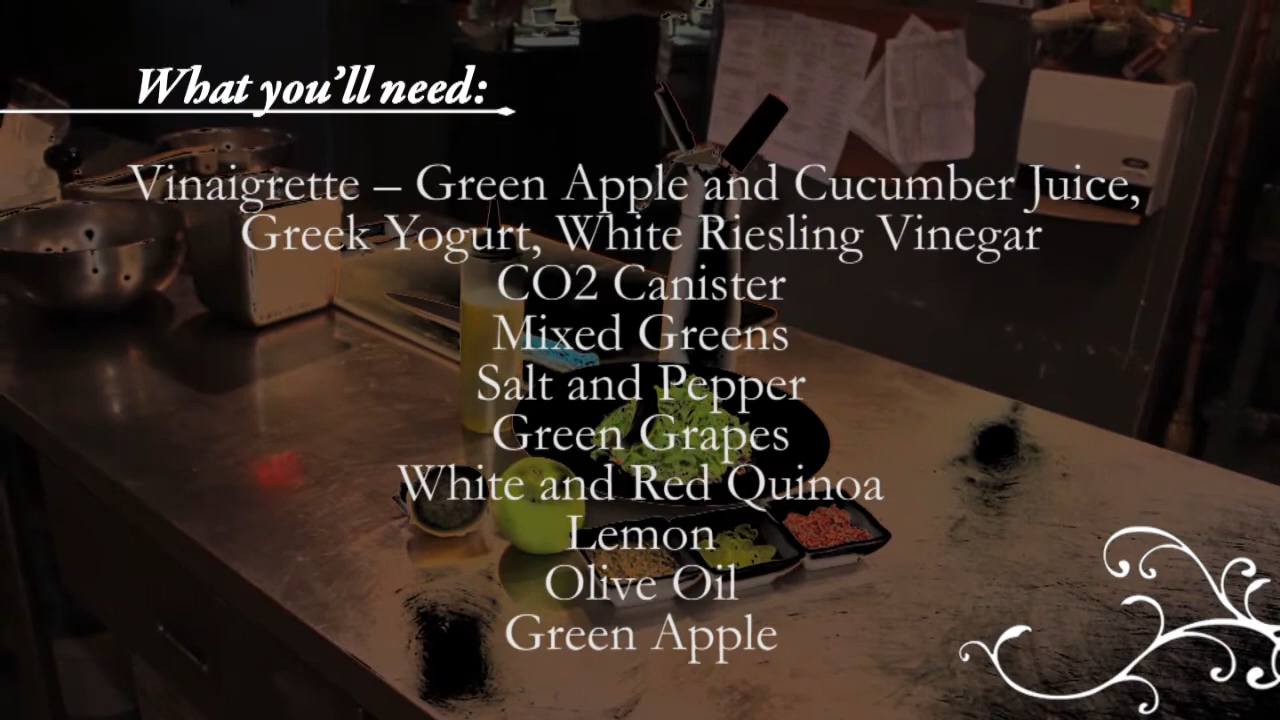 What you'll need:
Vinaigrette – Green Apple and Cucumber Juice,
Greek Yogurt, White Riesling Vinegar
CO2 Canister
Mixed Greens
Salt and Pepper
Green Grapes
White and Red Quinoa
Lemon
Olive Oil
Green Apple